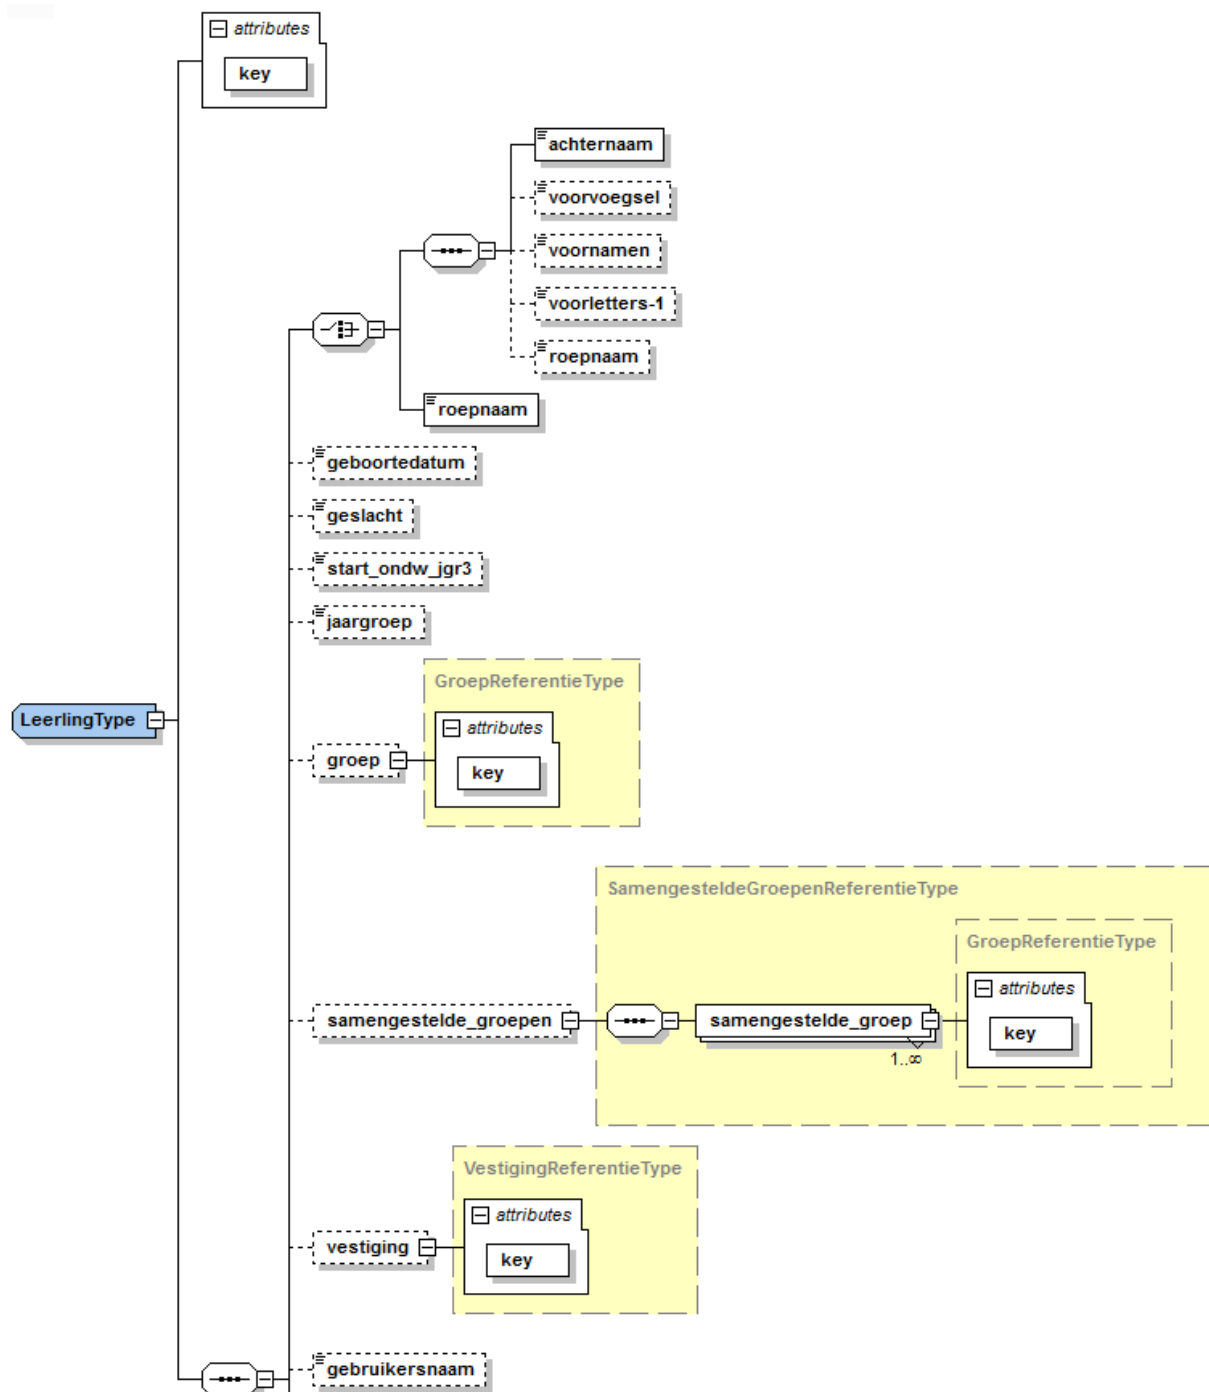 attributes
key
achternaam
voorvoegsel
voornamen
voorletters-1
roepnaam
roepnaam
geboortedatum
geslacht
start_ondw_jgr3
jaargroep
GroepReferentieType
attributes
key
LeerlingType
groep
SamengesteldeGroepenReferentieType
GroepReferentieType
attributes
key
samengestelde_groepen
samengestelde_groep
1..∞
VestigingReferentieType
attributes
key
vestiging
gebruikersnaam